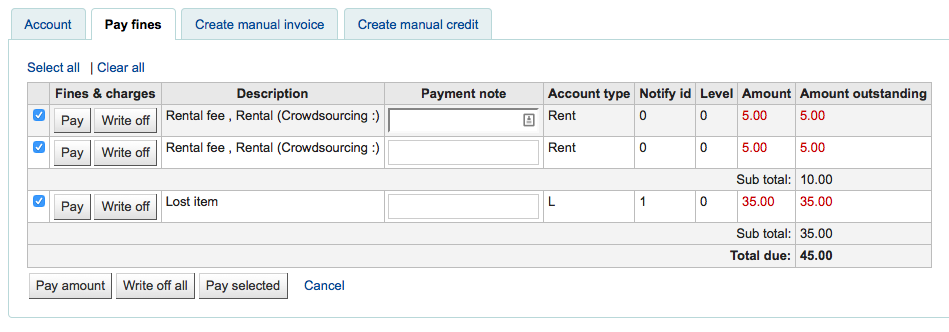 Account Pay fines Create manual invoice Create manual credit
Select all | Clear all
Fines & charges Description Payment note Account type Notify id Level Amount Amount outstanding
Pay Write off Rental fee , Rental (Crowdsourcing :) Rent 0 0 5.00 5.00
Pay Write off Rental fee , Rental (Crowdsourcing :) Rent 0 0 5.00 5.00
Sub total: 10.00
Pay Write off Lost item L 1 0 35.00 35.00
Sub total: 35.00
Total due: 45.00
Pay amount Write off all Pay selected Cancel